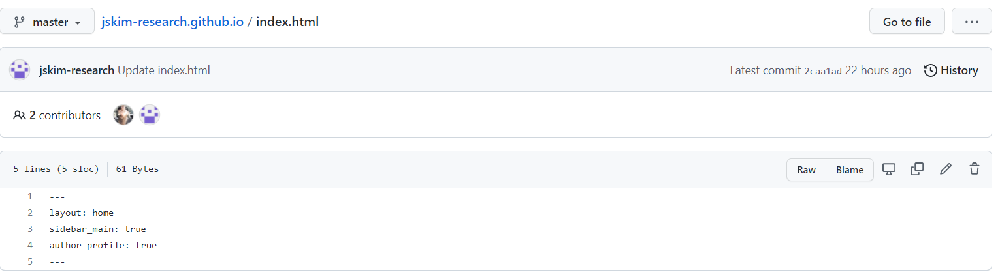 master jskim-research.github.io / index.html Go to file ...
jskim-research Update index.html Latest commit 2caa1ad 22 hours ago History
2 contributors
5 lines (5 sloc) 61 Bytes Raw Blame
1 ---
2 layout: home
3 sidebar_main: true
4 author_profile: true
5 ---